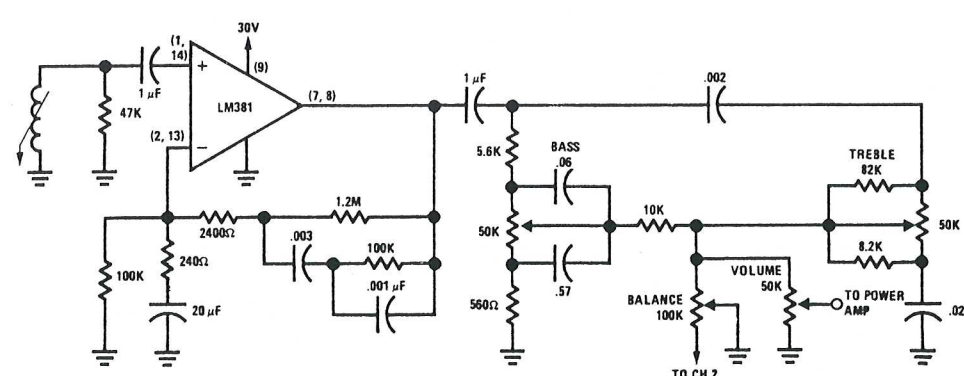 30V
(1,
14)
(9)
+
1 µF
LM381
(7, 8)
47K
(2, 13)
−
1 µF
.002
5.6K
BASS
.06
TREBLE
82K
1.2M
2400Ω
10K
50K
50K
.003
100K
8.2K
100K
240Ω
.001 µF
.57
VOLUME
50K
20 µF
560Ω
BALANCE
100K
TO POWER
AMP
.02
TO CH 2